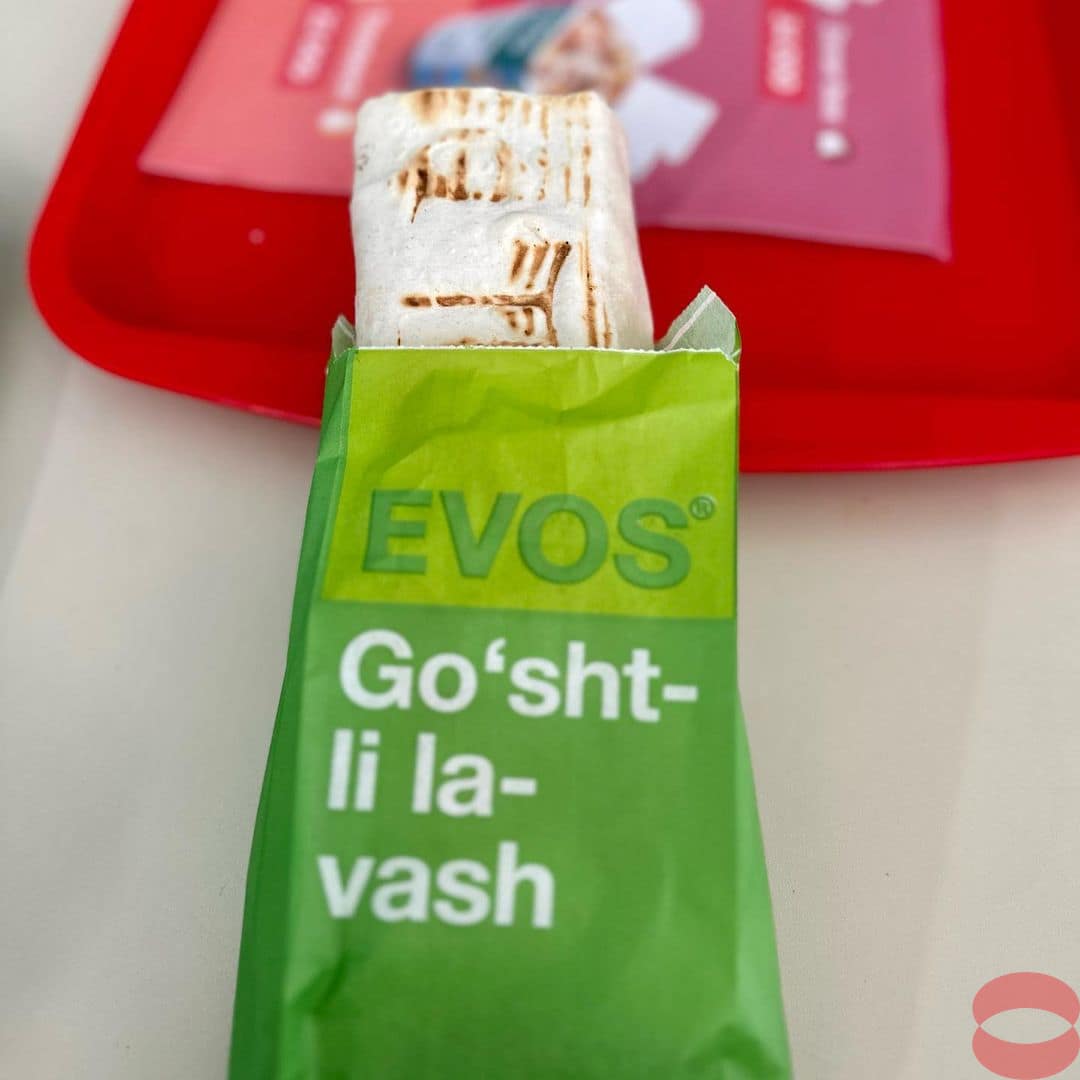 EVOS®
Go‘sht-
li la-
vash